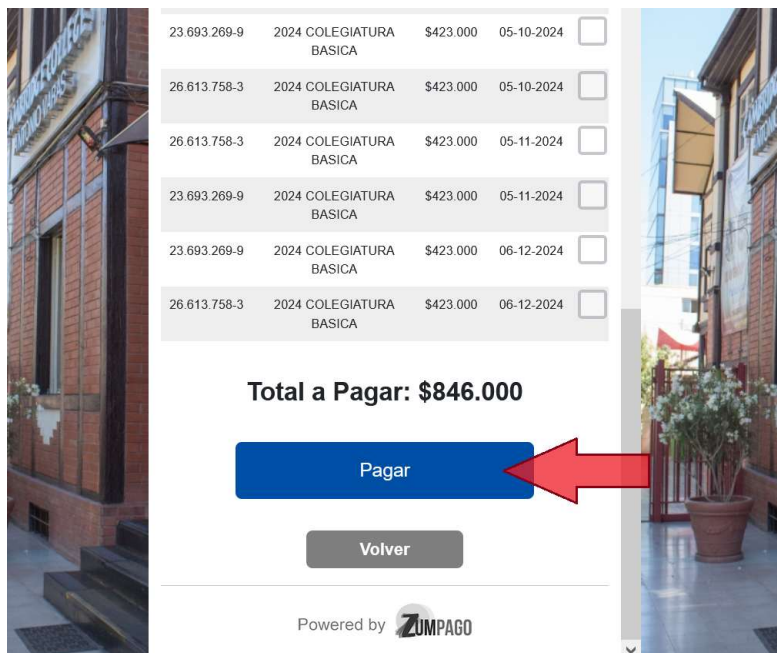 23.693.269-9 2024 COLEGIATURA $423.000 05-10-2024
BASICA
26.613.758-3 2024 COLEGIATURA $423.000 05-10-2024
BASICA
26.613.758-3 2024 COLEGIATURA $423.000 05-11-2024
BASICA
23.693.269-9 2024 COLEGIATURA $423.000 05-11-2024
BASICA
23.693.269-9 2024 COLEGIATURA $423.000 06-12-2024
BASICA
26.613.758-3 2024 COLEGIATURA $423.000 06-12-2024
BASICA
Total a Pagar: $846.000
Pagar
Volver
Powered by ZUMPAGO